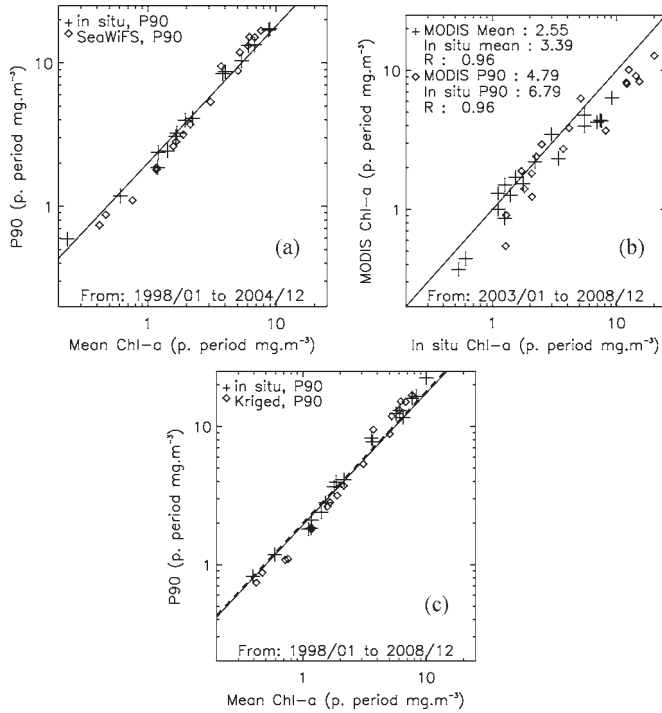 + in situ, P90
◇ SeaWiFS, P90
10
1
P90 (p. period mg.m⁻³)
(a)
From: 1998/01 to 2004/12
1
10
Mean Chl-a (p. period mg.m⁻³)
+ MODIS Mean : 2.55
In situ mean : 3.39
R : 0.96
◇ MODIS P90 : 4.79
In situ P90 : 6.79
R : 0.96
10
1
MODIS Chl-a (p. period mg.m⁻³)
(b)
From: 2003/01 to 2008/12
1
10
In situ Chl-a (p. period mg.m⁻³)
+ in situ, P90
◇ Kriged, P90
10
1
P90 (p. period mg.m⁻³)
(c)
From: 1998/01 to 2008/12
1
10
Mean Chl-a (p. period mg.m⁻³)